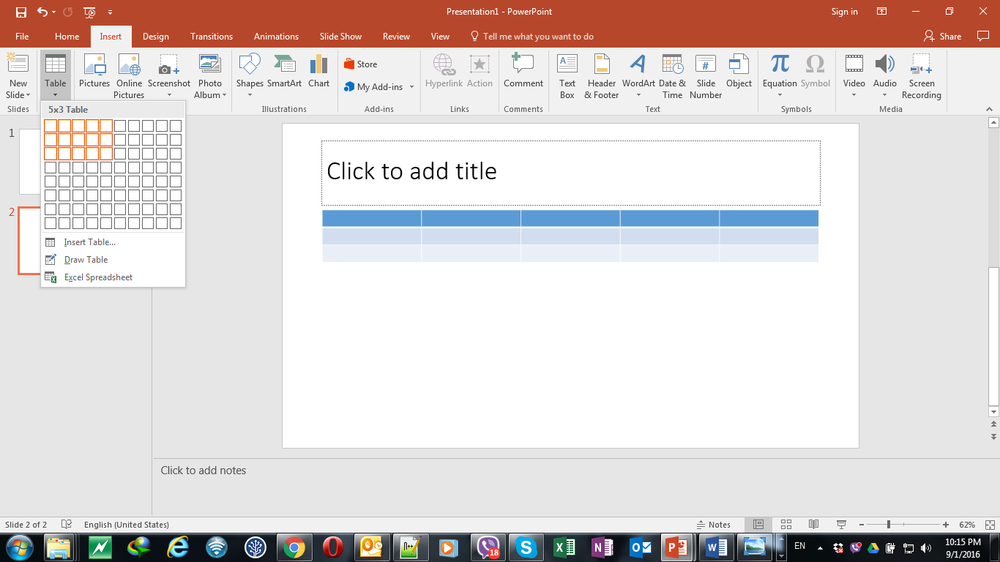 Presentation1 - PowerPoint
Sign in
File Home Insert Design Transitions Animations Slide Show Review View Tell me what you want to do
Share
New Slide
Table
Pictures
Online Pictures
Screenshot
Photo Album
Shapes
SmartArt
Chart
Store
My Add-ins
Hyperlink
Action
Comment
Text Box
Header & Footer
WordArt
Date & Time
Slide Number
Object
Equation
Symbol
Video
Audio
Screen Recording
Slides
Illustrations
Add-ins
Links
Comments
Text
Symbols
Media
5x3 Table
Insert Table...
Draw Table
Excel Spreadsheet
1
2
Click to add title
Click to add notes
Slide 2 of 2
English (United States)
Notes
62%
18
EN
10:15 PM
9/1/2016